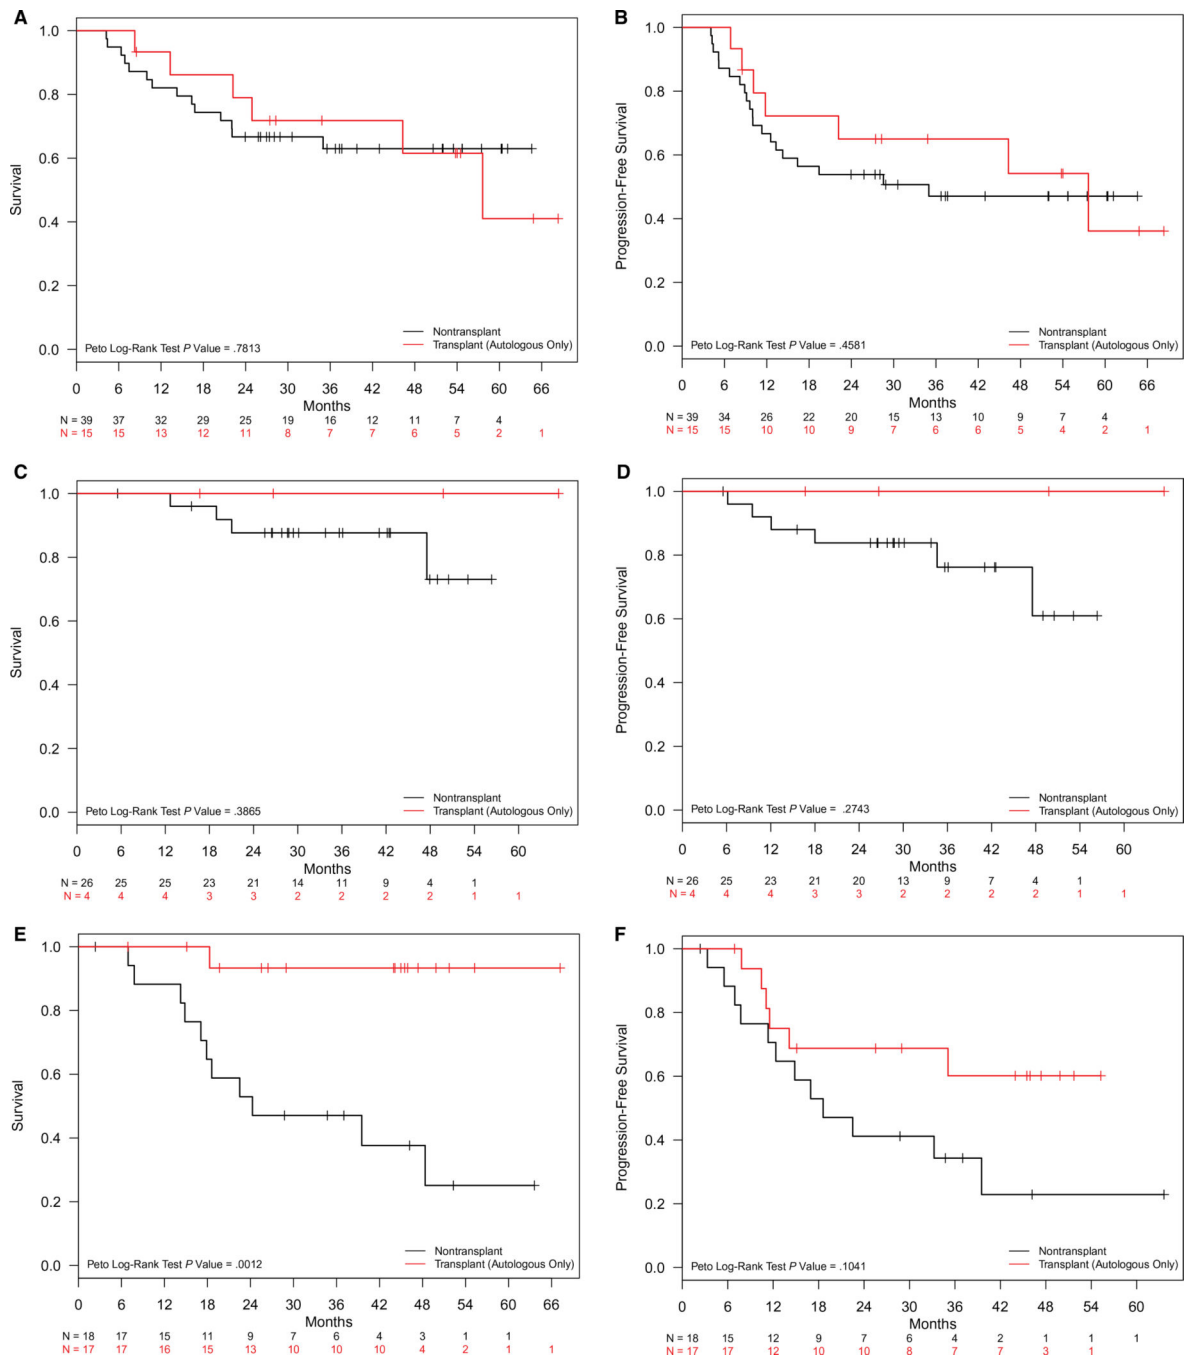 A
Survival
1.0
0.8
0.6
0.4
0.2
0.0
Nontransplant
Transplant (Autologous Only)
Peto Log-Rank Test P Value = .7813
0 6 12 18 24 30 36 42 48 54 60 66
Months
N = 39 37 32 29 25 19 16 12 11 7 4
N = 15 15 13 12 11 8 7 7 6 5 2 1
B
Progression-Free Survival
1.0
0.8
0.6
0.4
0.2
0.0
Nontransplant
Transplant (Autologous Only)
Peto Log-Rank Test P Value = .4581
0 6 12 18 24 30 36 42 48 54 60 66
Months
N = 39 34 26 22 20 15 13 10 9 7 4
N = 15 15 10 10 9 7 6 6 5 4 2 1
C
Survival
1.0
0.8
0.6
0.4
0.2
0.0
Nontransplant
Transplant (Autologous Only)
Peto Log-Rank Test P Value = .3865
0 6 12 18 24 30 36 42 48 54 60
Months
N = 26 25 25 23 21 14 11 9 4 1
N = 4 4 4 3 3 2 2 2 2 1 1
D
Progression-Free Survival
1.0
0.8
0.6
0.4
0.2
0.0
Nontransplant
Transplant (Autologous Only)
Peto Log-Rank Test P Value = .2743
0 6 12 18 24 30 36 42 48 54 60
Months
N = 26 25 23 21 20 13 9 7 4 1
N = 4 4 4 3 3 2 2 2 2 1 1
E
Survival
1.0
0.8
0.6
0.4
0.2
0.0
Nontransplant
Transplant (Autologous Only)
Peto Log-Rank Test P Value = .0012
0 6 12 18 24 30 36 42 48 54 60 66
Months
N = 18 17 15 11 9 7 6 4 3 1 1
N = 17 17 16 15 13 10 10 10 4 2 1 1
F
Progression-Free Survival
1.0
0.8
0.6
0.4
0.2
0.0
Nontransplant
Transplant (Autologous Only)
Peto Log-Rank Test P Value = .1041
0 6 12 18 24 30 36 42 48 54 60
Months
N = 18 15 12 9 7 6 4 2 1 1 1
N = 17 17 12 10 10 8 7 7 3 1